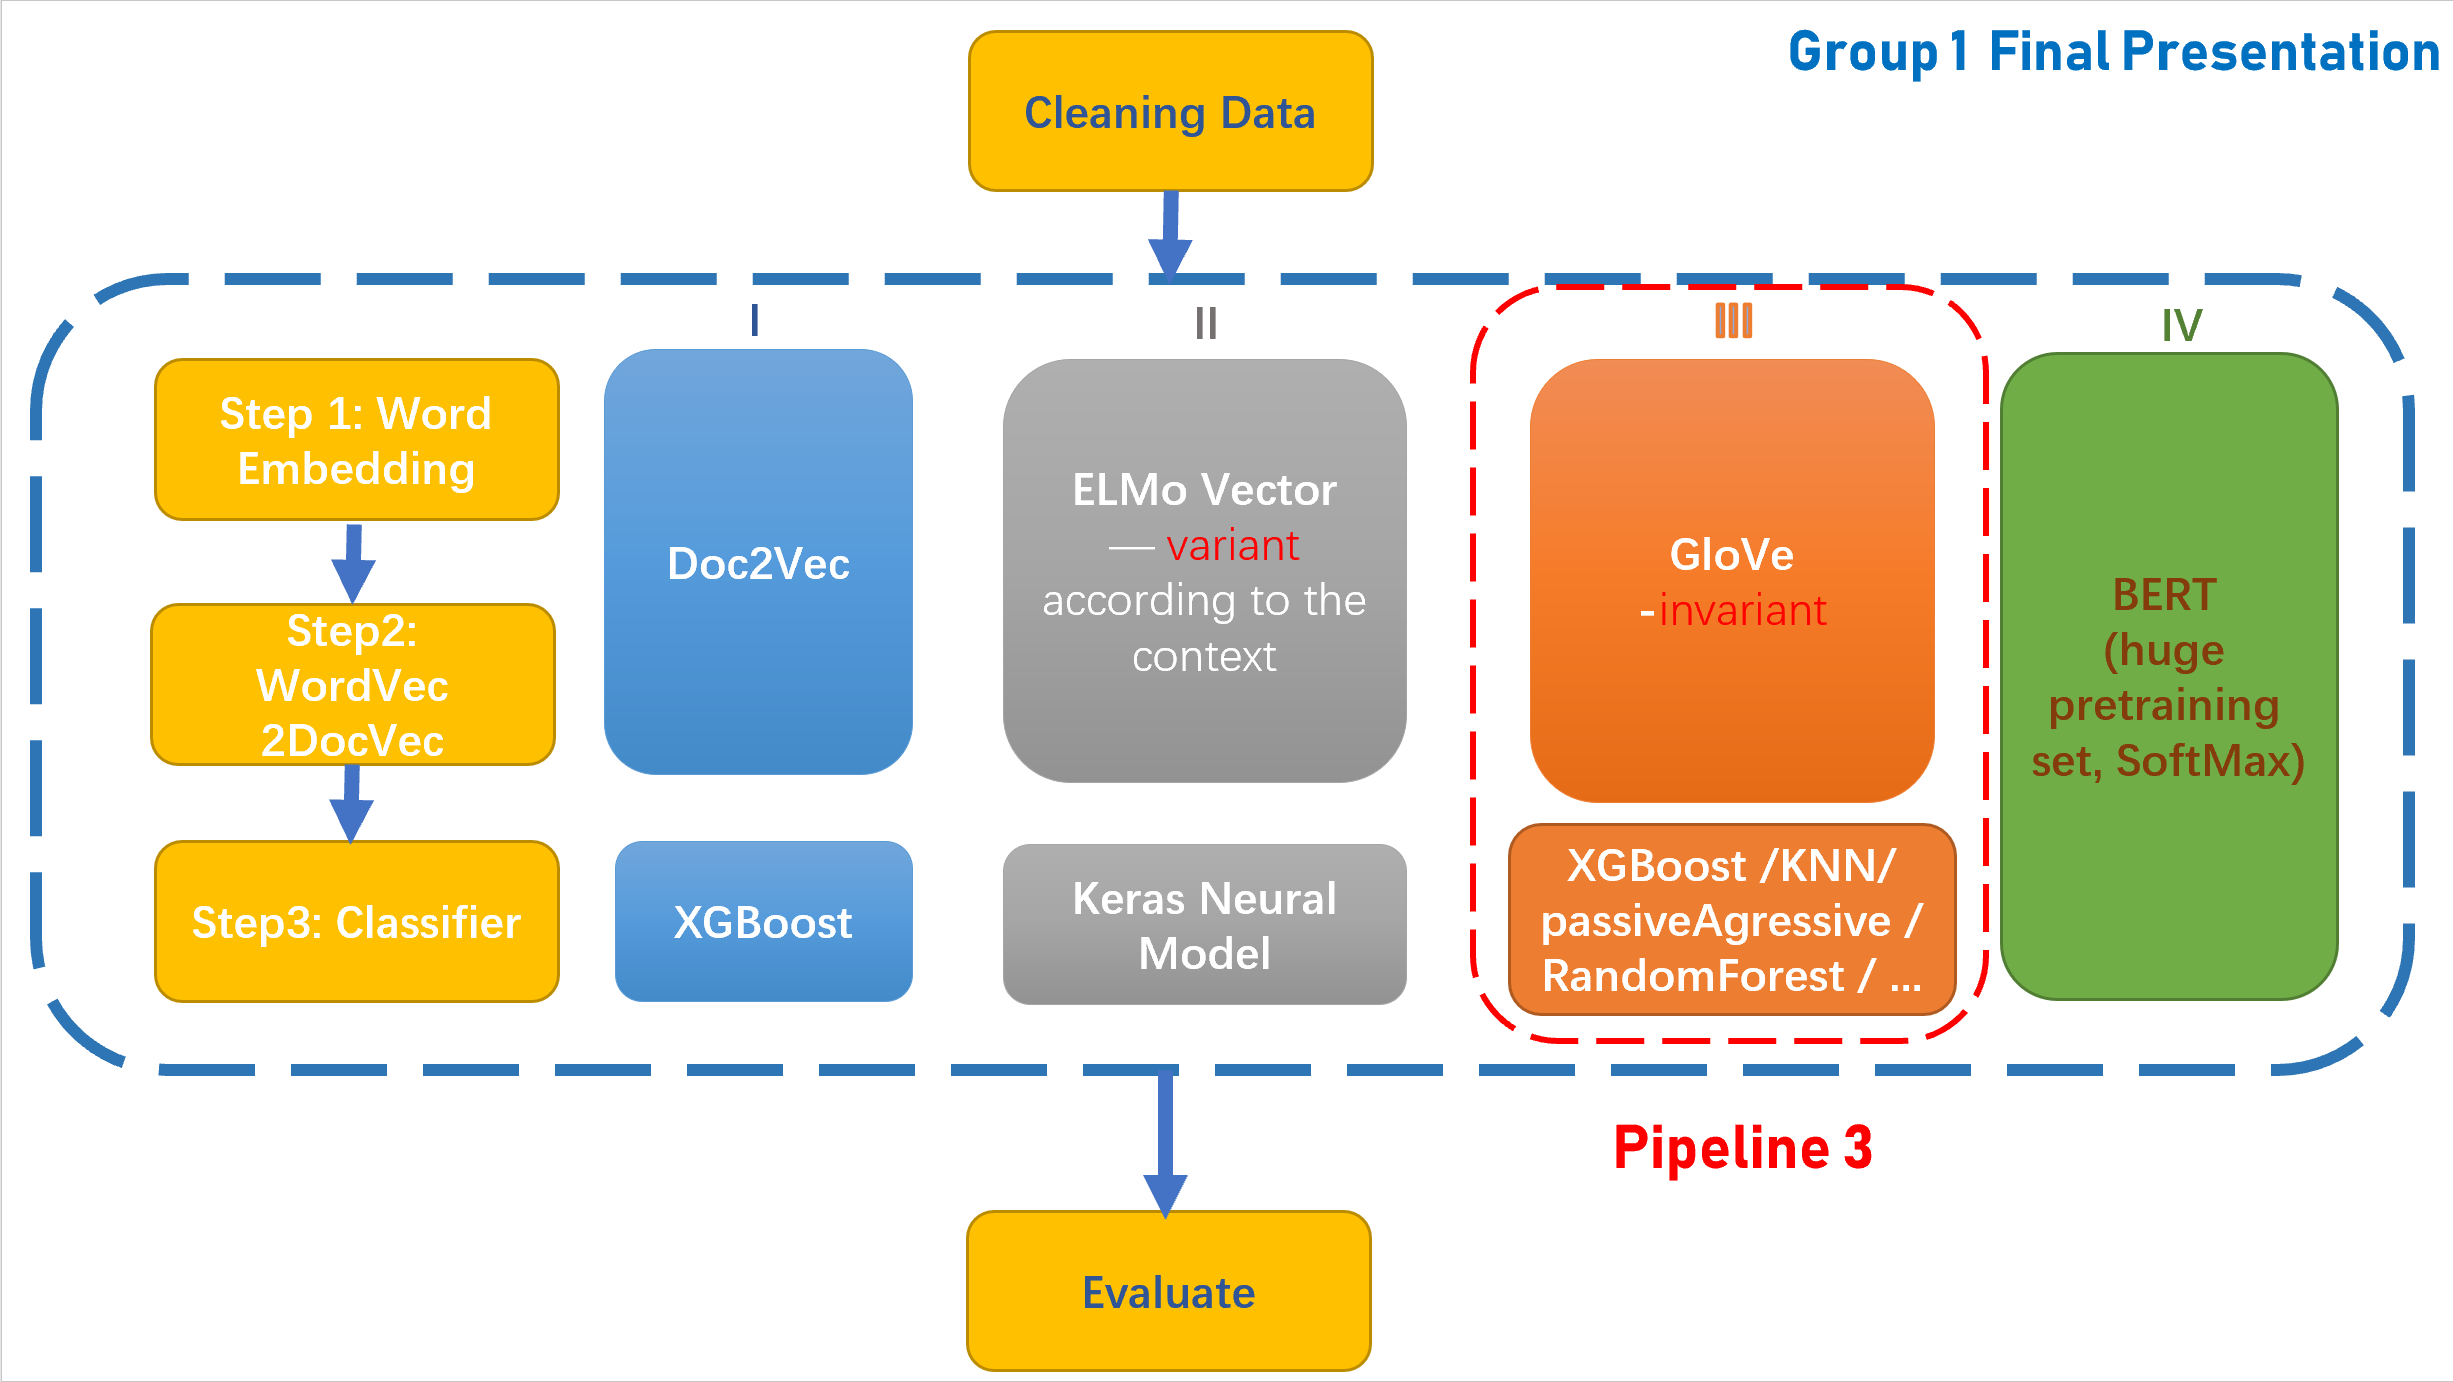 Group1 Final Presentation
Cleaning Data
I
II
III
IV
Step 1: Word
Embedding
Step2:
WordVec
2DocVec
Step3: Classifier
Doc2Vec
XGBoost
ELMo Vector
— variant
according to the
context
Keras Neural
Model
GloVe
-invariant
XGBoost /KNN/
passiveAgressive /
RandomForest / ...
BERT
(huge
pretraining
set, SoftMax)
Pipeline 3
Evaluate